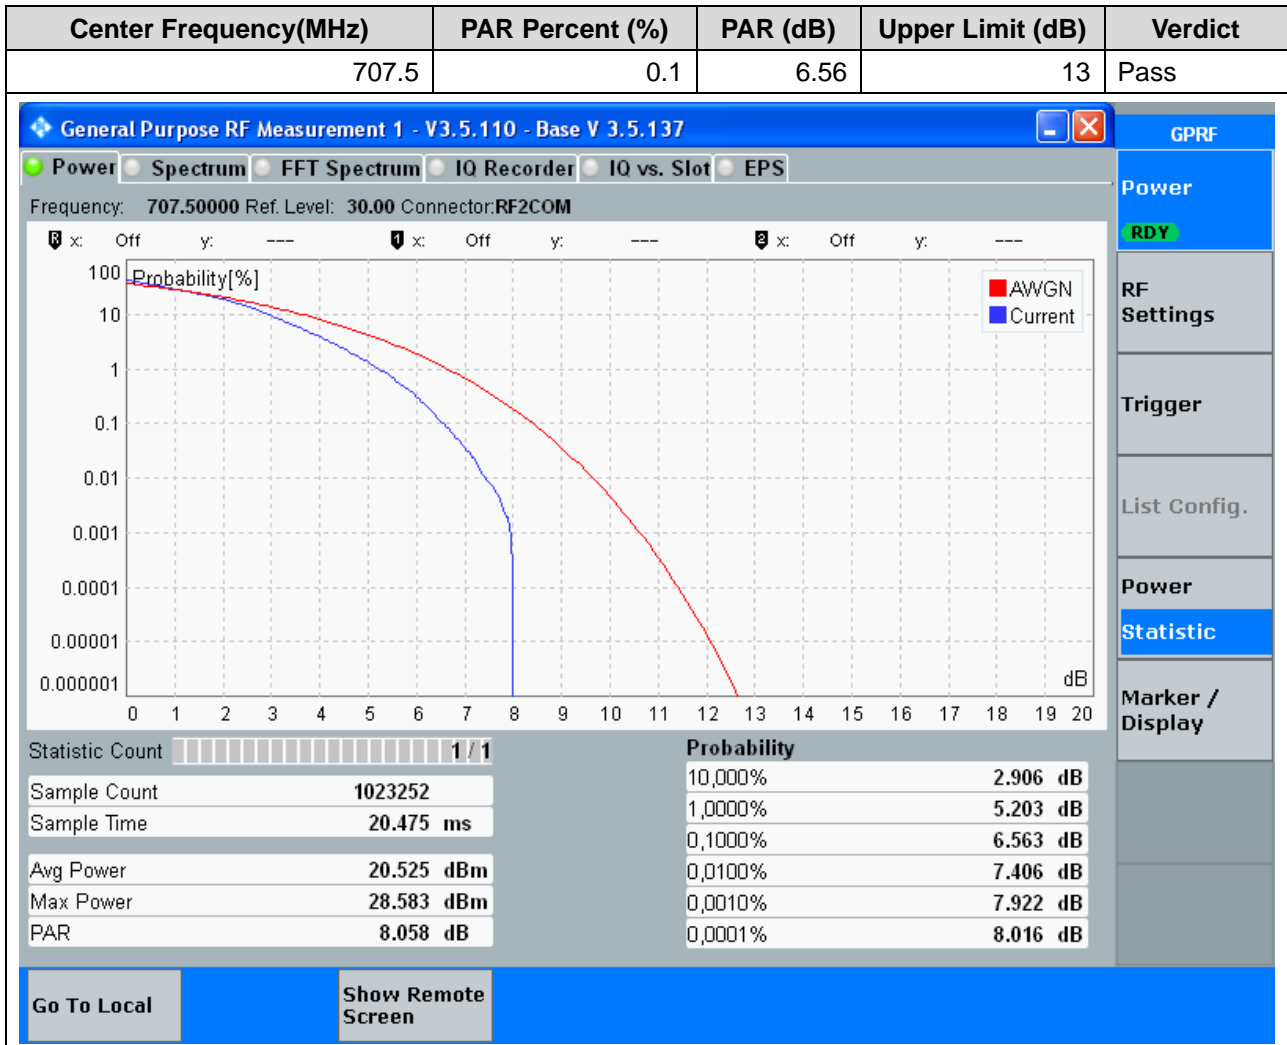 Center Frequency(MHz) PAR Percent (%) PAR (dB) Upper Limit (dB) Verdict
707.5 0.1 6.56 13 Pass
General Purpose RF Measurement 1 - V3.5.110 - Base V 3.5.137
GPRF
Power Spectrum FFT Spectrum IQ Recorder IQ vs. Slot EPS
Power
RDY
Frequency: 707.50000 Ref. Level: 30.00 Connector:RF2COM
R x: Off y: --- 1 x: Off y: --- 2 x: Off y: ---
Probability[%]
AWGN
Current
100
10
1
0.1
0.01
0.001
0.0001
0.00001
0.000001
dB
0 1 2 3 4 5 6 7 8 9 10 11 12 13 14 15 16 17 18 19 20
RF
Settings
Trigger
List Config.
Power
Statistic
Marker /
Display
Statistic Count 1 / 1
Sample Count 1023252
Sample Time 20.475 ms
Avg Power 20.525 dBm
Max Power 28.583 dBm
PAR 8.058 dB
Probability
10,000% 2.906 dB
1,0000% 5.203 dB
0,1000% 6.563 dB
0,0100% 7.406 dB
0,0010% 7.922 dB
0,0001% 8.016 dB
Go To Local
Show Remote
Screen